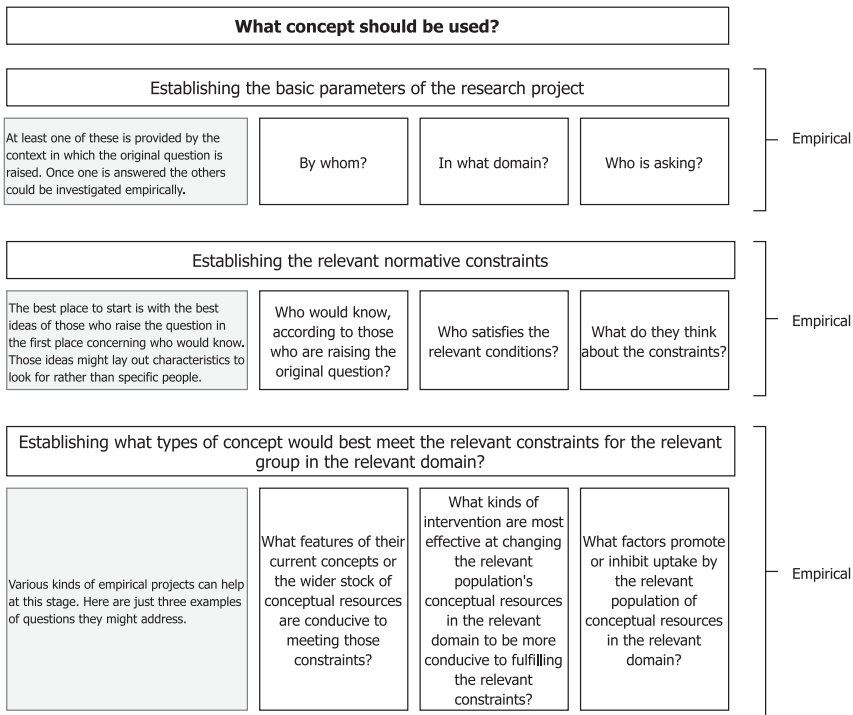 What concept should be used?
Establishing the basic parameters of the research project
At least one of these is provided by the
context in which the original question is
raised. Once one is answered the others
could be investigated empirically.
By whom?
In what domain?
Who is asking?
Empirical
Establishing the relevant normative constraints
The best place to start is with the best
ideas of those who raise the question in
the first place concerning who would know.
Those ideas might lay out characteristics to
look for rather than specific people.
Who would know,
according to those
who are raising the
original question?
Who satisfies the
relevant conditions?
What do they think
about the constraints?
Empirical
Establishing what types of concept would best meet the relevant constraints for the relevant
group in the relevant domain?
Various kinds of empirical projects can help
at this stage. Here are just three examples
of questions they might address.
What features of their
current concepts or
the wider stock of
conceptual resources
are conducive to
meeting those
constraints?
What kinds of
intervention are most
effective at changing
the relevant
population's
conceptual resources
in the relevant
domain to be more
conducive to fulfilling
the relevant
constraints?
What factors promote
or inhibit uptake by
the relevant
population of
conceptual resources
in the relevant
domain?
Empirical